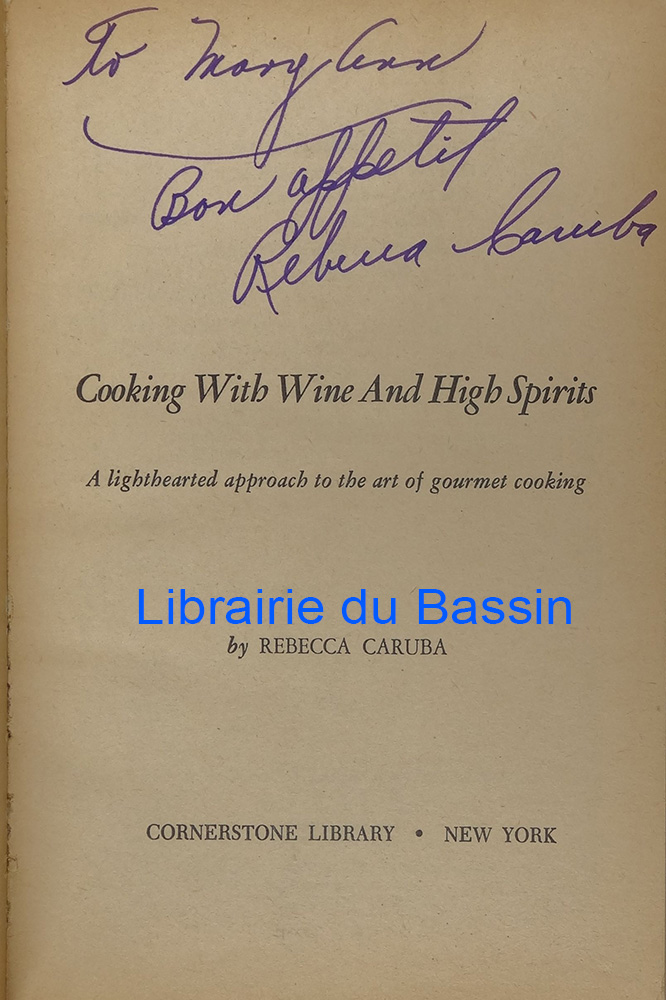 To Mary Ann
Bon appetit
Rebecca Caruba
Cooking With Wine And High Spirits
A lighthearted approach to the art of gourmet cooking
Librairie du Bassin
by REBECCA CARUBA
CORNERSTONE LIBRARY • NEW YORK